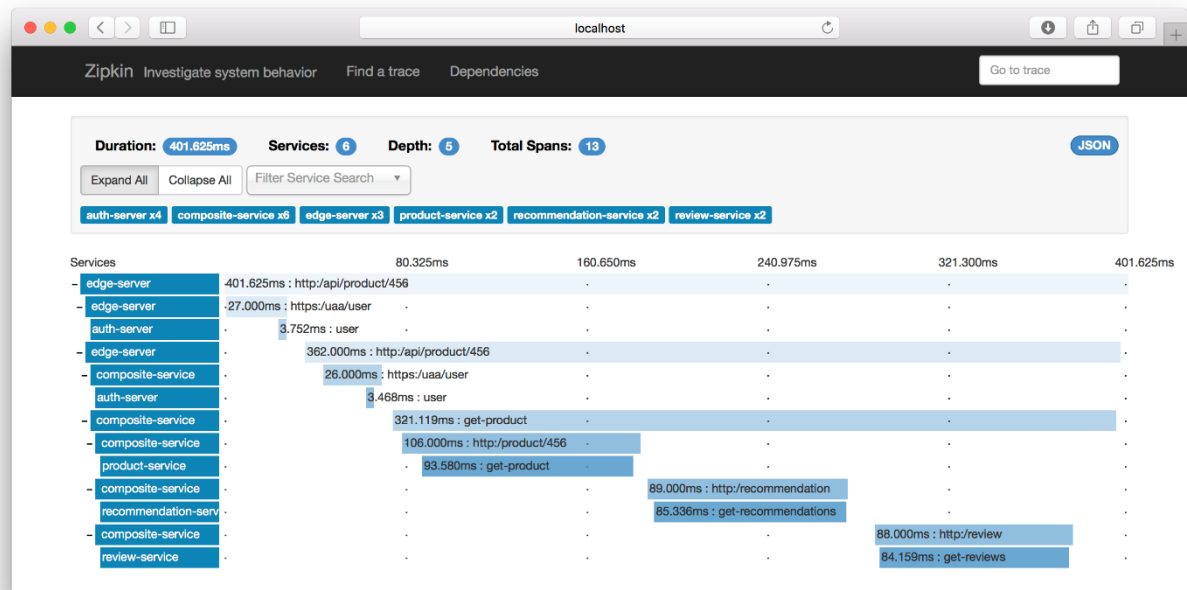 localhost
Zipkin Investigate system behavior Find a trace Dependencies Go to trace
Duration: 401.625ms Services: 6 Depth: 5 Total Spans: 13 JSON
Expand All Collapse All Filter Service Search
auth-server x4 composite-service x6 edge-server x3 product-service x2 recommendation-service x2 review-service x2
Services 80.325ms 160.650ms 240.975ms 321.300ms 401.625ms
- edge-server 401.625ms : http:/api/product/456
- edge-server 27.000ms : https:/uaa/user
auth-server 3.752ms : user
- edge-server 362.000ms : http:/api/product/456
- composite-service 26.000ms : https:/uaa/user
auth-server 3.468ms : user
- composite-service 321.119ms : get-product
- composite-service 106.000ms : http:/product/456
product-service 93.580ms : get-product
- composite-service 89.000ms : http:/recommendation
recommendation-serv 85.336ms : get-recommendations
- composite-service 88.000ms : http:/review
review-service 84.159ms : get-reviews